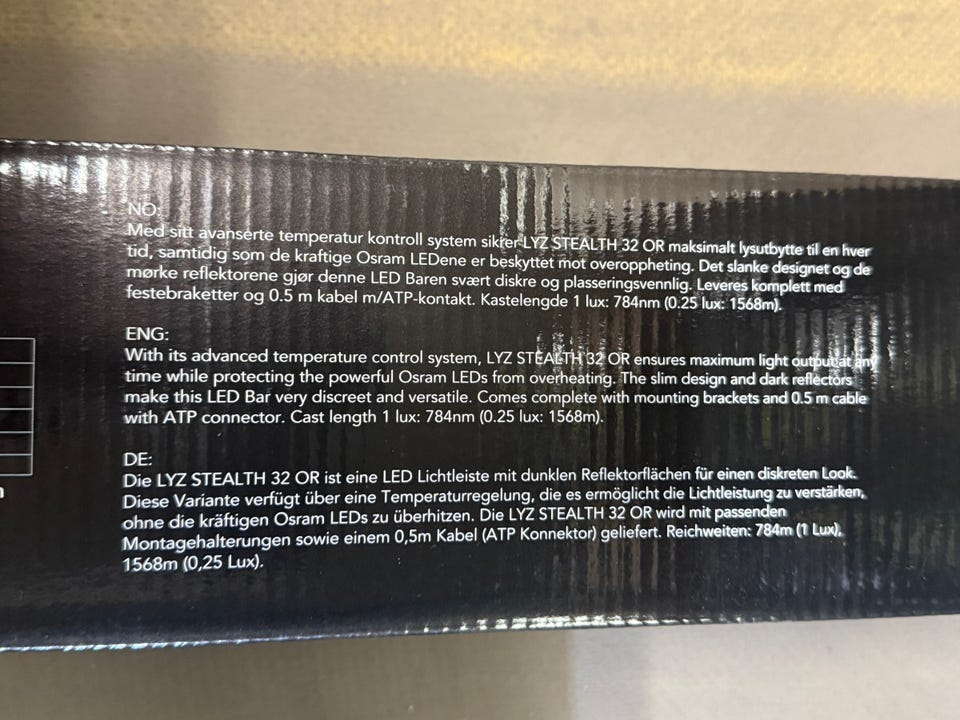 NO:
Med sitt avanserte temperatur kontroll system sikrer LYZ STEALTH 32 OR maksimalt lysutbytte til en hver
tid, samtidig som de kraftige Osram LEDene er beskyttet mot overoppheting. Det slanke designet og de
mørke reflektorene gjør denne LED Baren svært diskre og plasseringsvennlig. Leveres komplett med
festebraketter og 0.5 m kabel m/ATP-kontakt. Kastelengde 1 lux: 784nm (0.25 lux: 1568m).
ENG:
With its advanced temperature control system, LYZ STEALTH 32 OR ensures maximum light output at any
time while protecting the powerful Osram LEDs from overheating. The slim design and dark reflectors
make this LED Bar very discreet and versatile. Comes complete with mounting brackets and 0.5 m cable
with ATP connector. Cast length 1 lux: 784nm (0.25 lux: 1568m).
DE:
Die LYZ STEALTH 32 OR ist eine LED Lichtleiste mit dunklen Reflektorflächen für einen diskreten Look.
Diese Variante verfügt über eine Temperaturregelung, die es ermöglicht die Lichtleistung zu verstärken,
ohne die kräftigen Osram LEDs zu überhitzen. Die LYZ STEALTH 32 OR wird mit passenden
Montagehalterungen sowie einem 0,5m Kabel (ATP Konnektor) geliefert. Reichweiten: 784m (1 Lux),
1568m (0,25 Lux).